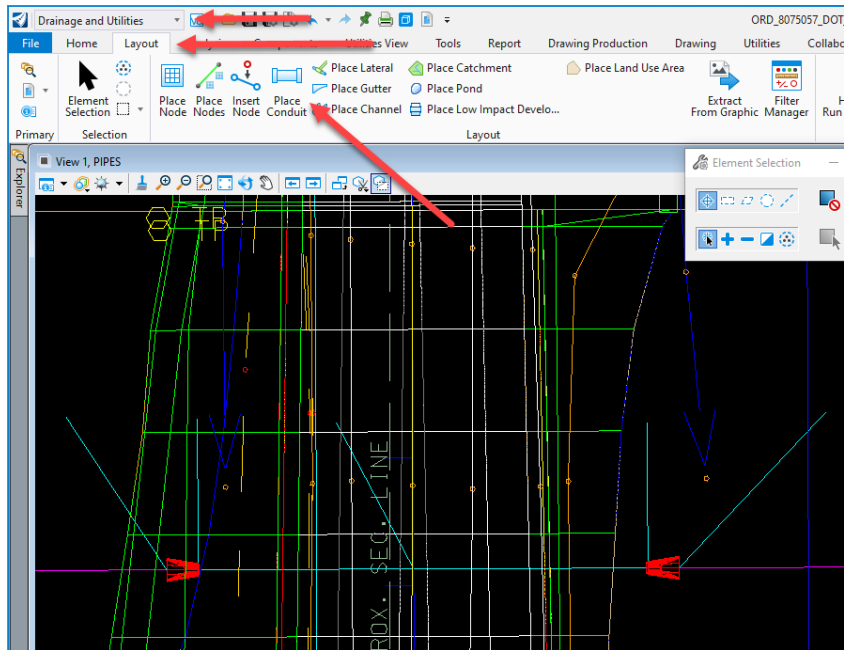 Drainage and Utilities
ORD_8075057_DOT_
File Home Layout Utilities View Tools Report Drawing Production Drawing Utilities Collabo
Place Lateral Place Catchment Place Land Use Area
Place Gutter Place Pond
Place Channel Place Low Impact Develo...
Element Selection
Place Node
Place Nodes
Insert Node
Place Conduit
Extract From Graphic
Filter Manager
H
Run
Primary Selection Layout
Explorer
View 1, PIPES
Element Selection
TB
ROX. SEC. LINE